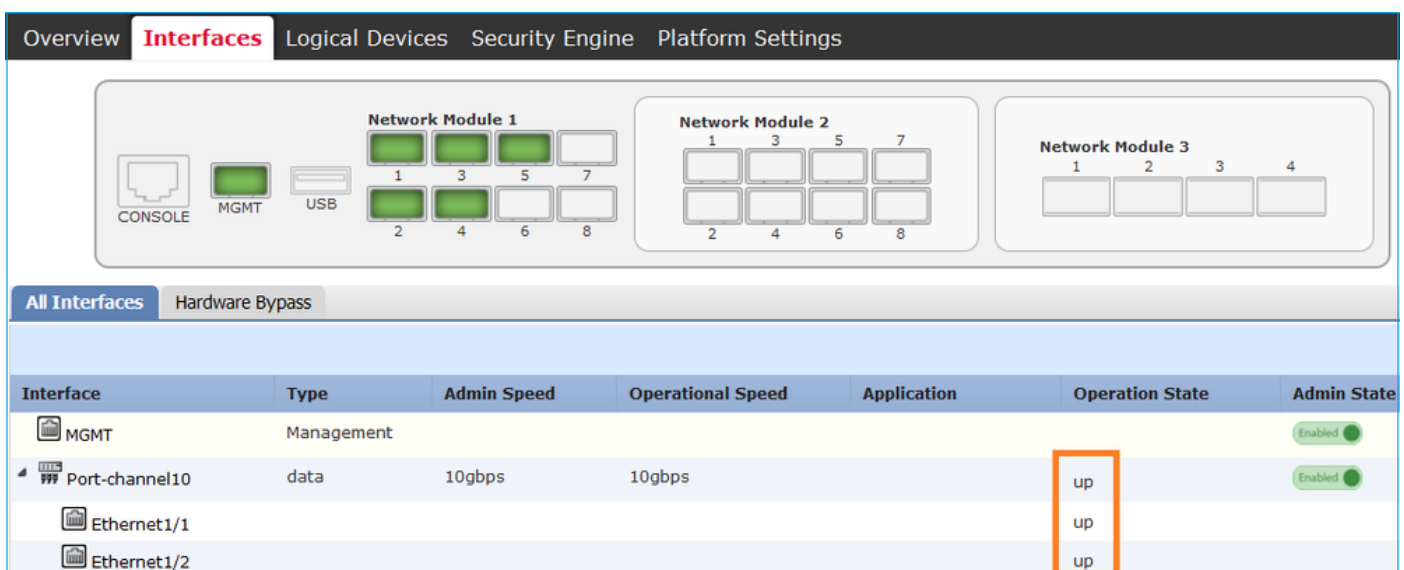 Overview Interfaces Logical Devices Security Engine Platform Settings
Network Module 1
1 3 5 7
2 4 6 8
CONSOLE MGMT USB
Network Module 2
1 3 5 7
2 4 6 8
Network Module 3
1 2 3 4
All Interfaces Hardware Bypass
Interface Type Admin Speed Operational Speed Application Operation State Admin State
MGMT Management Enabled
Port-channel10 data 10gbps 10gbps up Enabled
Ethernet1/1 up
Ethernet1/2 up